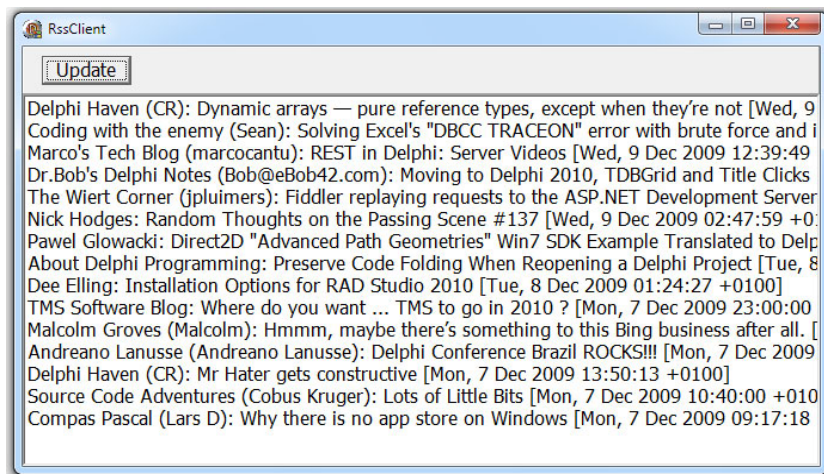 RssClient
Update
Delphi Haven (CR): Dynamic arrays — pure reference types, except when they’re not [Wed, 9
Coding with the enemy (Sean): Solving Excel's "DBCC TRACEON" error with brute force and i
Marco's Tech Blog (marcocantu): REST in Delphi: Server Videos [Wed, 9 Dec 2009 12:39:49
Dr.Bob's Delphi Notes (Bob@eBob42.com): Moving to Delphi 2010, TDBGrid and Title Clicks
The Wiert Corner (jpluimers): Fiddler replaying requests to the ASP.NET Development Server
Nick Hodges: Random Thoughts on the Passing Scene #137 [Wed, 9 Dec 2009 02:47:59 +01
Pawel Glowacki: Direct2D "Advanced Path Geometries" Win7 SDK Example Translated to Delp
About Delphi Programming: Preserve Code Folding When Reopening a Delphi Project [Tue, 8
Dee Elling: Installation Options for RAD Studio 2010 [Tue, 8 Dec 2009 01:24:27 +0100]
TMS Software Blog: Where do you want ... TMS to go in 2010 ? [Mon, 7 Dec 2009 23:00:00
Malcolm Groves (Malcolm): Hmmm, maybe there’s something to this Bing business after all. [
Andreano Lanusse (Andreano Lanusse): Delphi Conference Brazil ROCKS!!! [Mon, 7 Dec 2009
Delphi Haven (CR): Mr Hater gets constructive [Mon, 7 Dec 2009 13:50:13 +0100]
Source Code Adventures (Cobus Kruger): Lots of Little Bits [Mon, 7 Dec 2009 10:40:00 +010
Compas Pascal (Lars D): Why there is no app store on Windows [Mon, 7 Dec 2009 09:17:18